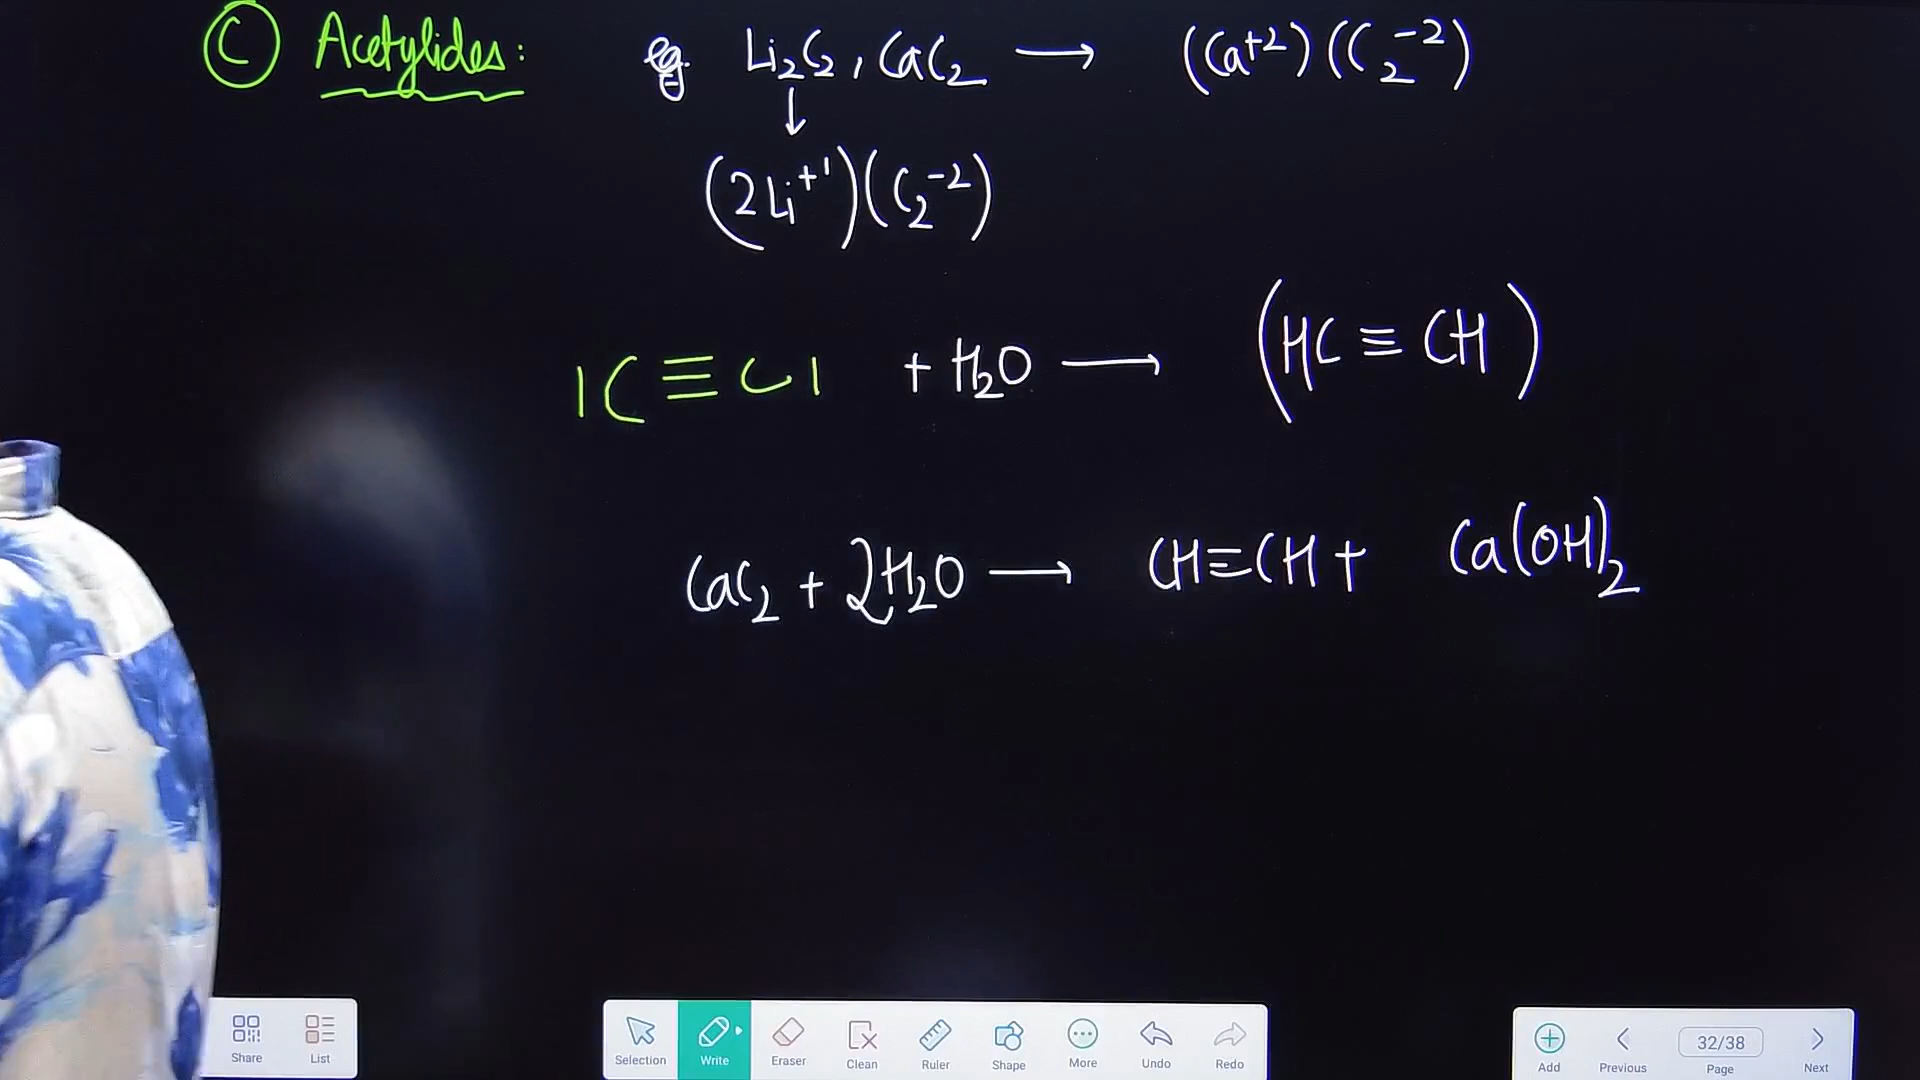 (C) Acetylides: eg. Li₂C₂, CaC₂ ⟶ (Ca⁺²)(C₂⁻²)
↓
(2Li⁺¹)(C₂⁻²)
IC≡CI + H₂O ⟶ (HC≡CH)
CaC₂ + 2H₂O ⟶ CH≡CH + Ca(OH)₂
Share List Selection Write Eraser Clean Ruler Shape More Undo Redo Add Previous 32/38 Page Next